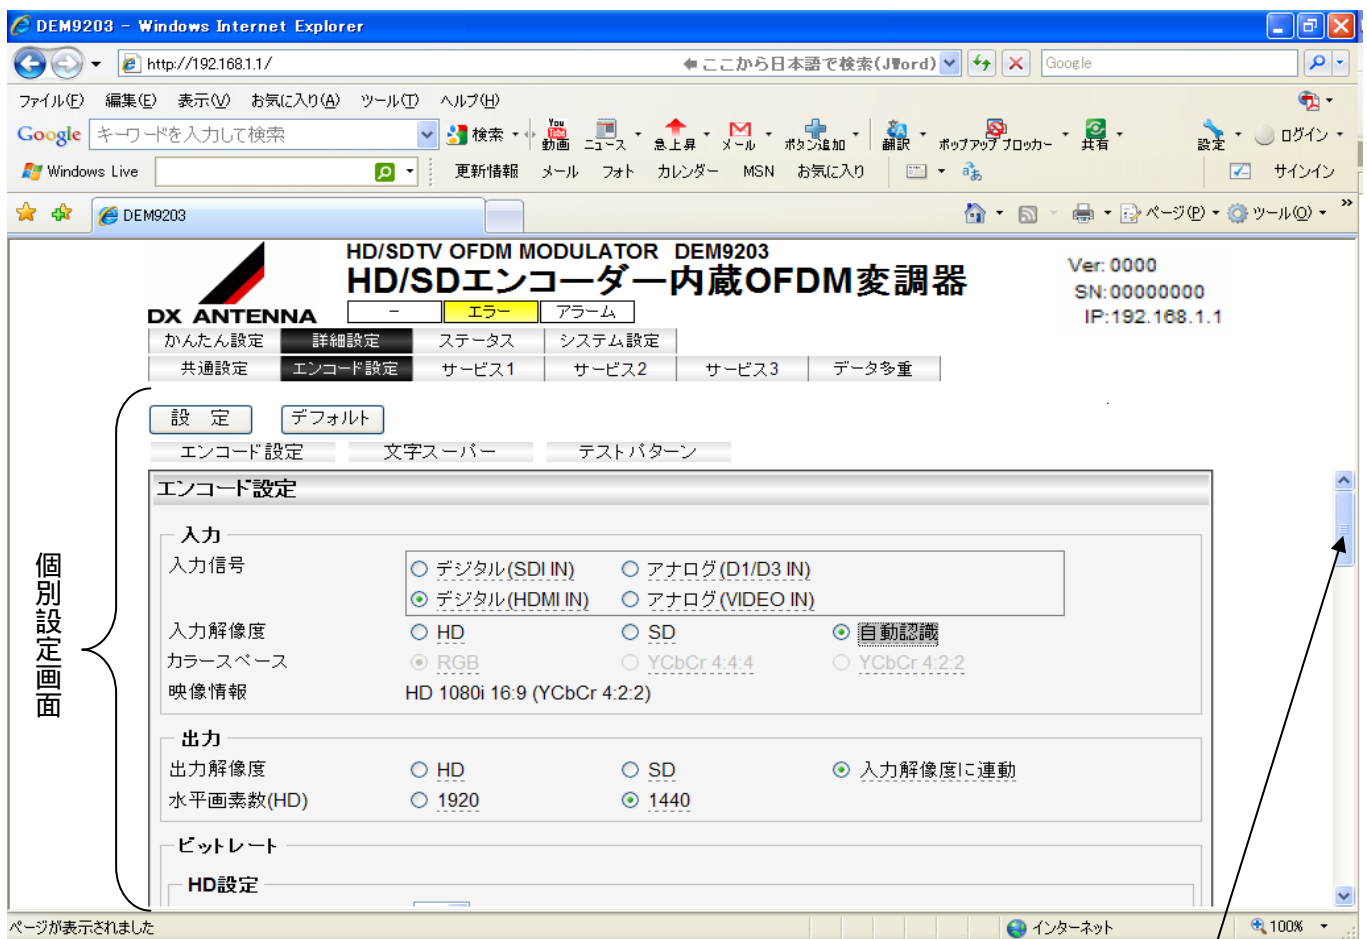 DEM9203 - Windows Internet Explorer
http://192.168.1.1/
ここから日本語で検索(JWord)
Google
ファイル(F) 編集(E) 表示(V) お気に入り(A) ツール(T) ヘルプ(H)
Google キーワードを入力して検索 検索 You Tube 動画 ニュース 急上昇 メール ボタン追加 翻訳 ポップアップブロッカー 共有 設定 ログイン
Windows Live 更新情報 メール フォト カレンダー MSN お気に入り サインイン
DEM9203 ページ(P) ツール(O)
HD/SDTV OFDM MODULATOR DEM9203
HD/SDエンコーダー内蔵OFDM変調器
DX ANTENNA
- エラー アラーム
Ver: 0000
SN: 00000000
IP:192.168.1.1
かんたん設定 詳細設定 ステータス システム設定
共通設定 エンコード設定 サービス1 サービス2 サービス3 データ多重
設 定 デフォルト
エンコード設定 文字スーパー テストパターン
個別設定画面
エンコード設定
入力
入力信号 デジタル(SDI IN) アナログ(D1/D3 IN)
デジタル(HDMI IN) アナログ(VIDEO IN)
入力解像度 HD SD 自動認識
カラースペース RGB YCbCr 4:4:4 YCbCr 4:2:2
映像情報 HD 1080i 16:9 (YCbCr 4:2:2)
出力
出力解像度 HD SD 入力解像度に連動
水平画素数(HD) 1920 1440
ビットレート
HD設定
ページが表示されました インターネット 100%